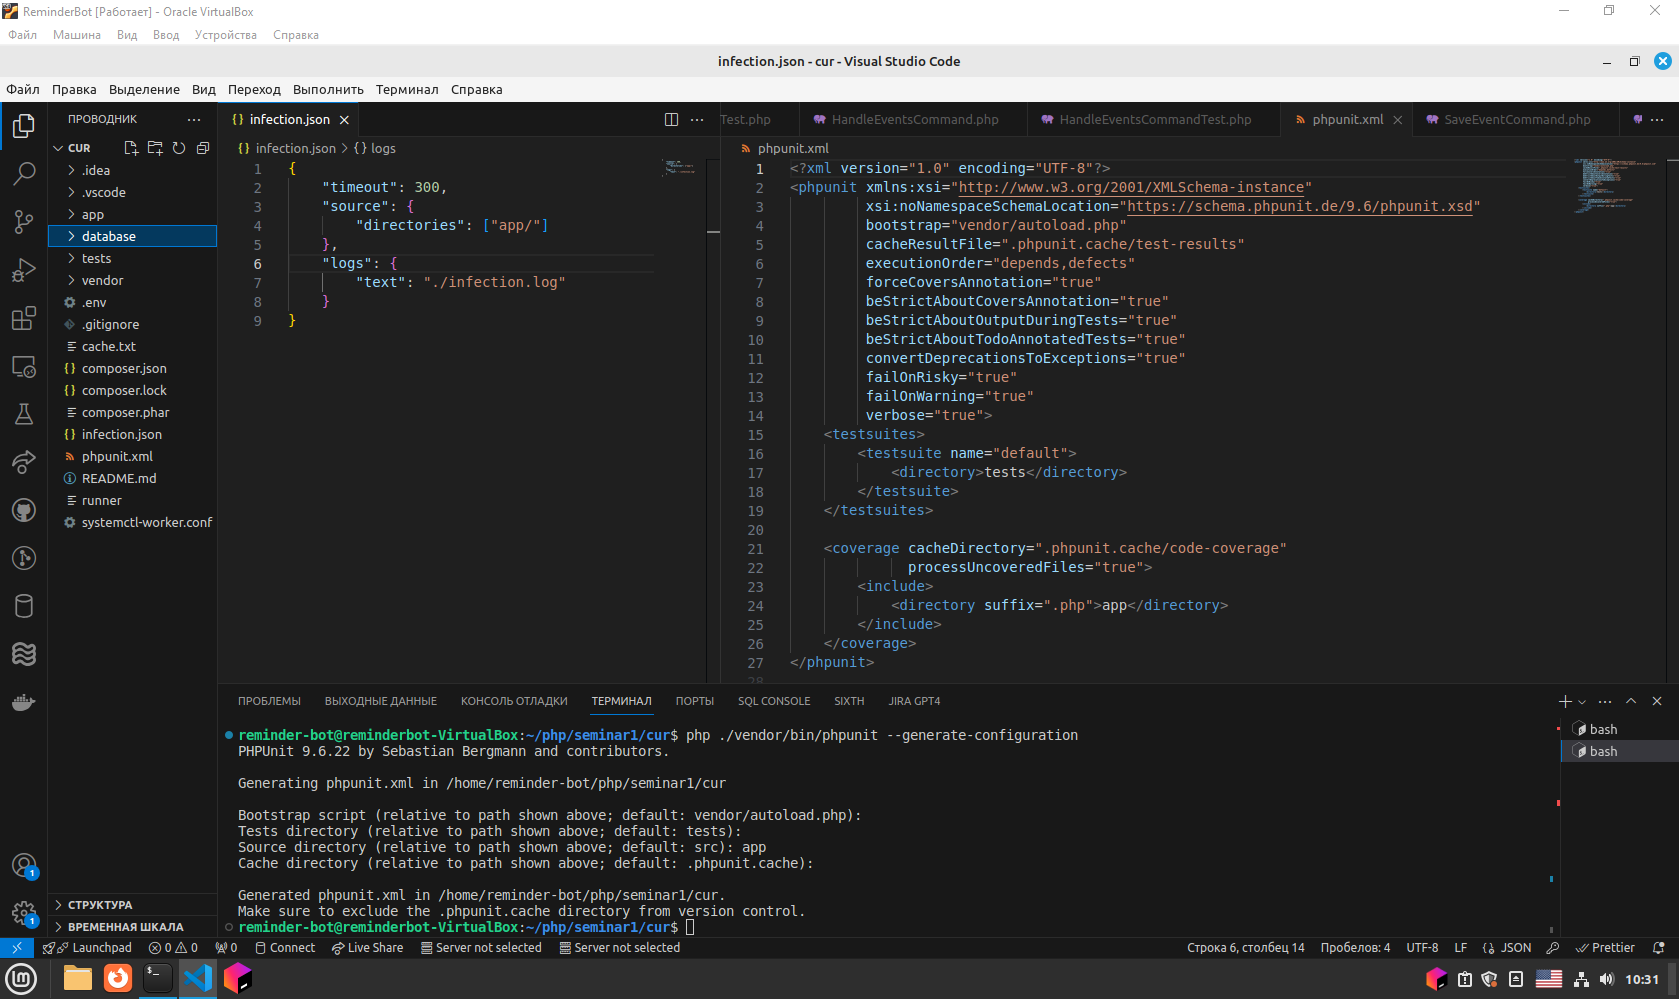 ReminderBot [Работает] - Oracle VirtualBox
Файл Машина Вид Ввод Устройства Справка
infection.json - cur - Visual Studio Code
Файл Правка Выделение Вид Переход Выполнить Терминал Справка
ПРОВОДНИК
CUR
.idea
.vscode
app
database
tests
vendor
.env
.gitignore
cache.txt
composer.json
composer.lock
composer.phar
infection.json
phpunit.xml
README.md
runner
systemctl-worker.conf
СТРУКТУРА
ВРЕМЕННАЯ ШКАЛА
{} infection.json
{} infection.json > {} logs
1 {
2 "timeout": 300,
3 "source": {
4 "directories": ["app/"]
5 },
6 "logs": {
7 "text": "./infection.log"
8 }
9 }
Test.php HandleEventsCommand.php HandleEventsCommandTest.php phpunit.xml SaveEventCommand.php
phpunit.xml
1 <?xml version="1.0" encoding="UTF-8"?>
2 <phpunit xmlns:xsi="http://www.w3.org/2001/XMLSchema-instance"
3 xsi:noNamespaceSchemaLocation="https://schema.phpunit.de/9.6/phpunit.xsd"
4 bootstrap="vendor/autoload.php"
5 cacheResultFile=".phpunit.cache/test-results"
6 executionOrder="depends,defects"
7 forceCoversAnnotation="true"
8 beStrictAboutCoversAnnotation="true"
9 beStrictAboutOutputDuringTests="true"
10 beStrictAboutTodoAnnotatedTests="true"
11 convertDeprecationsToExceptions="true"
12 failOnRisky="true"
13 failOnWarning="true"
14 verbose="true">
15 <testsuites>
16 <testsuite name="default">
17 <directory>tests</directory>
18 </testsuite>
19 </testsuites>
20
21 <coverage cacheDirectory=".phpunit.cache/code-coverage"
22 processUncoveredFiles="true">
23 <include>
24 <directory suffix=".php">app</directory>
25 </include>
26 </coverage>
27 </phpunit>
28
ПРОБЛЕМЫ ВЫХОДНЫЕ ДАННЫЕ КОНСОЛЬ ОТЛАДКИ ТЕРМИНАЛ ПОРТЫ SQL CONSOLE SIXTH JIRA GPT4
reminder-bot@reminderbot-VirtualBox:~/php/seminar1/cur$ php ./vendor/bin/phpunit --generate-configuration
PHPUnit 9.6.22 by Sebastian Bergmann and contributors.
Generating phpunit.xml in /home/reminder-bot/php/seminar1/cur
Bootstrap script (relative to path shown above; default: vendor/autoload.php):
Tests directory (relative to path shown above; default: tests):
Source directory (relative to path shown above; default: src): app
Cache directory (relative to path shown above; default: .phpunit.cache):
Generated phpunit.xml in /home/reminder-bot/php/seminar1/cur.
Make sure to exclude the .phpunit.cache directory from version control.
reminder-bot@reminderbot-VirtualBox:~/php/seminar1/cur$
bash
bash
1
1
Launchpad 0 0 0 Connect Live Share Server not selected Server not selected Строка 6, столбец 14 Пробелов: 4 UTF-8 LF {} JSON Prettier
10:31